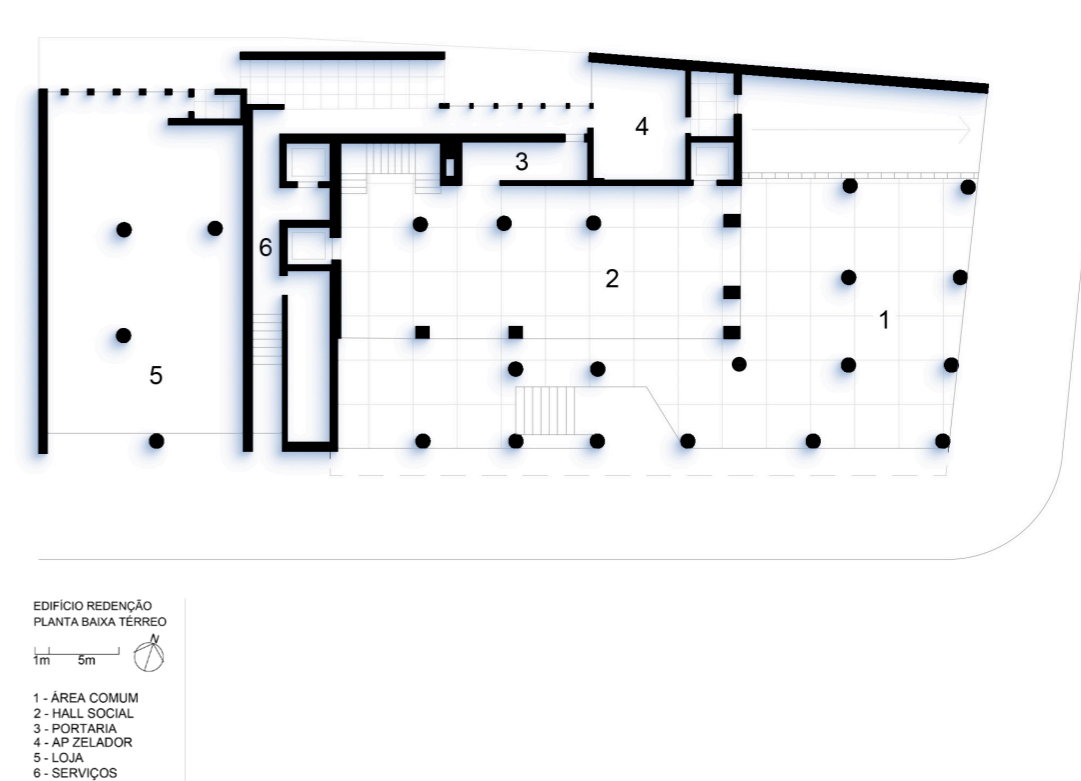 4
3
6
2
1
5
EDIFÍCIO REDENÇÃO
PLANTA BAIXA TÉRREO
N
1m 5m
1 - ÁREA COMUM
2 - HALL SOCIAL
3 - PORTARIA
4 - AP ZELADOR
5 - LOJA
6 - SERVIÇOS